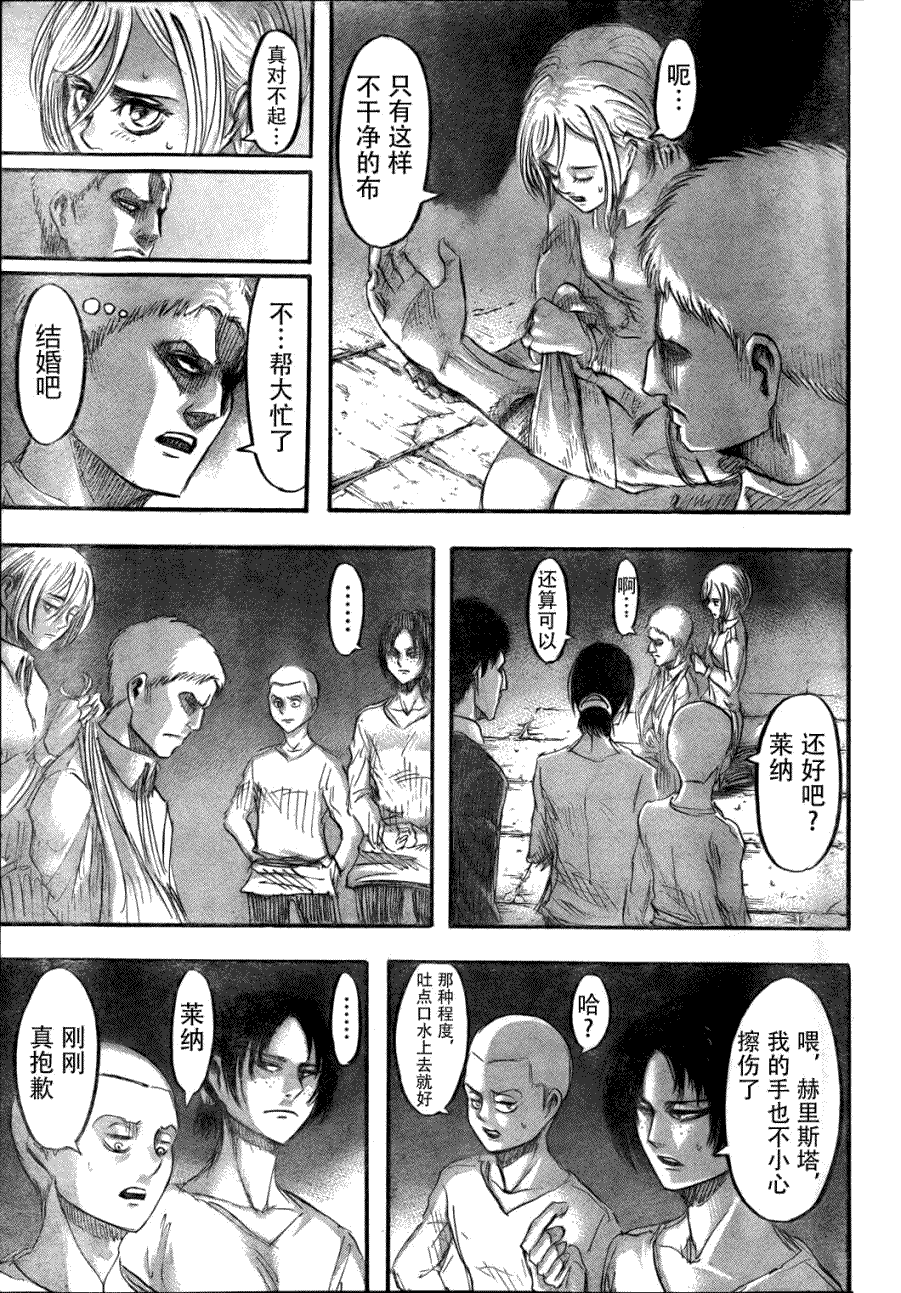 呃…
只有这样
不干净的布
真对不起…
不…帮大忙了
结婚吧
还好吧?
莱纳
啊…
还算可以
……
喂,赫里斯塔,
我的手也不小心
擦伤了
哈?
那种程度,
吐点口水上去就好
……
莱纳
刚刚
真抱歉